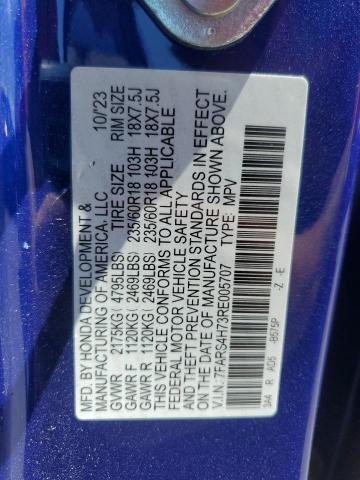 MFD. BY HONDA DEVELOPMENT & 10/23
MANUFACTURING OF AMERICA, LLC
GVWR 2175KG( 4795LBS) TIRE SIZE RIM SIZE
GAWR F 1120KG( 2469LBS) 235/60R18 103H 18X7.5J
GAWR R 1120KG( 2469LBS) 235/60R18 103H 18X7.5J
THIS VEHICLE CONFORMS TO ALL APPLICABLE
FEDERAL MOTOR VEHICLE SAFETY
AND THEFT PREVENTION STANDARDS IN EFFECT
ON THE DATE OF MANUFACTURE SHOWN ABOVE.
V.I.N.: 7FARS4H73RE005707 TYPE: MPV
3A4 R AD5 -B575P -Z -E